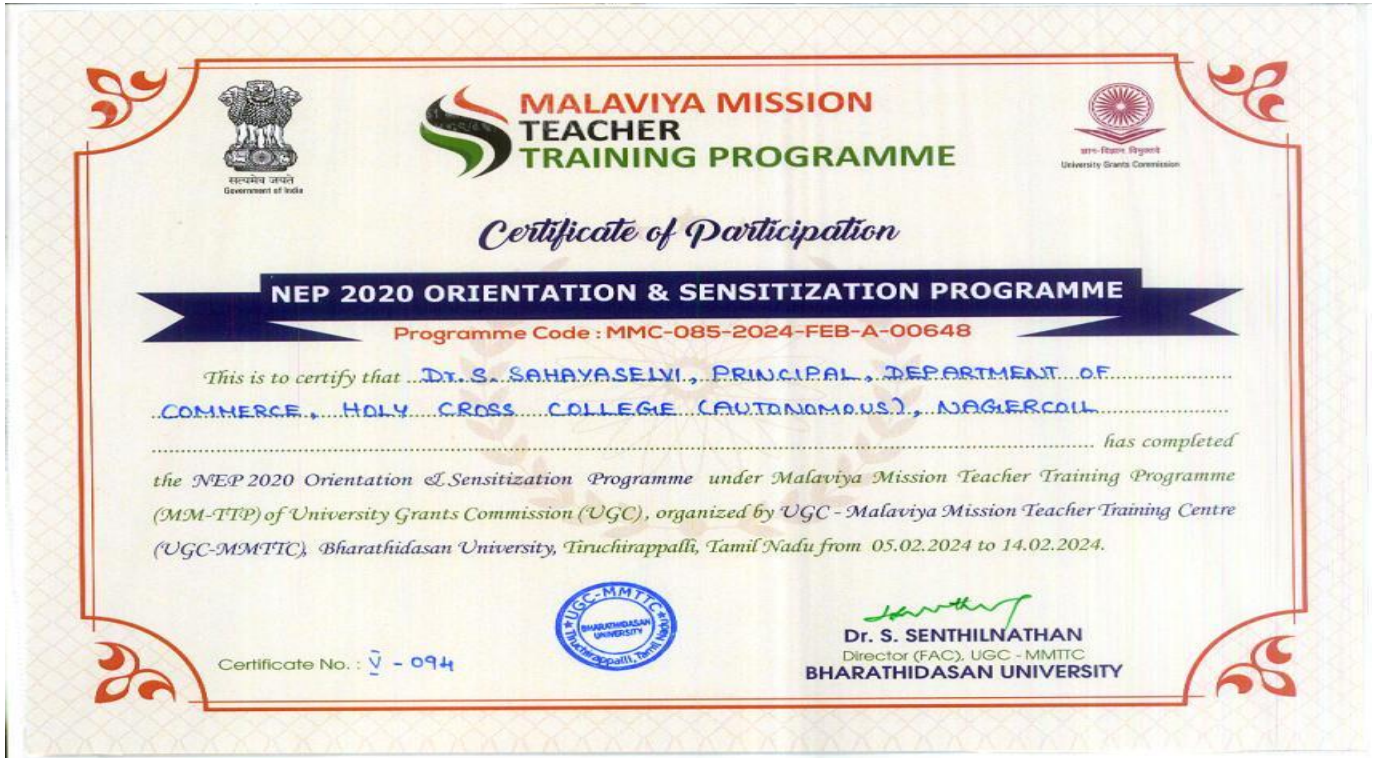 सत्यमेव जयते
Government of India
MALAVIYA MISSION
TEACHER
TRAINING PROGRAMME
ज्ञान-विज्ञान विमुक्तये
University Grants Commission
Certificate of Participation
NEP 2020 ORIENTATION & SENSITIZATION PROGRAMME
Programme Code : MMC-085-2024-FEB-A-00648
This is to certify that Dr. S. SAHAYASELVI, PRINCIPAL, DEPARTMENT OF
COMMERCE, HOLY CROSS COLLEGE (AUTONOMOUS), NAGERCOIL
has completed
the NEP 2020 Orientation & Sensitization Programme under Malaviya Mission Teacher Training Programme
(MM-TTP) of University Grants Commission (UGC), organized by UGC - Malaviya Mission Teacher Training Centre
(UGC-MMTTC), Bharathidasan University, Tiruchirappalli, Tamil Nadu from 05.02.2024 to 14.02.2024.
UGC-MMTTC
BHARATHIDASAN
UNIVERSITY
Tiruchirappalli, Tamil Nadu
Dr. S. SENTHILNATHAN
Director (FAC), UGC - MMTTC
BHARATHIDASAN UNIVERSITY
Certificate No. : V - 094